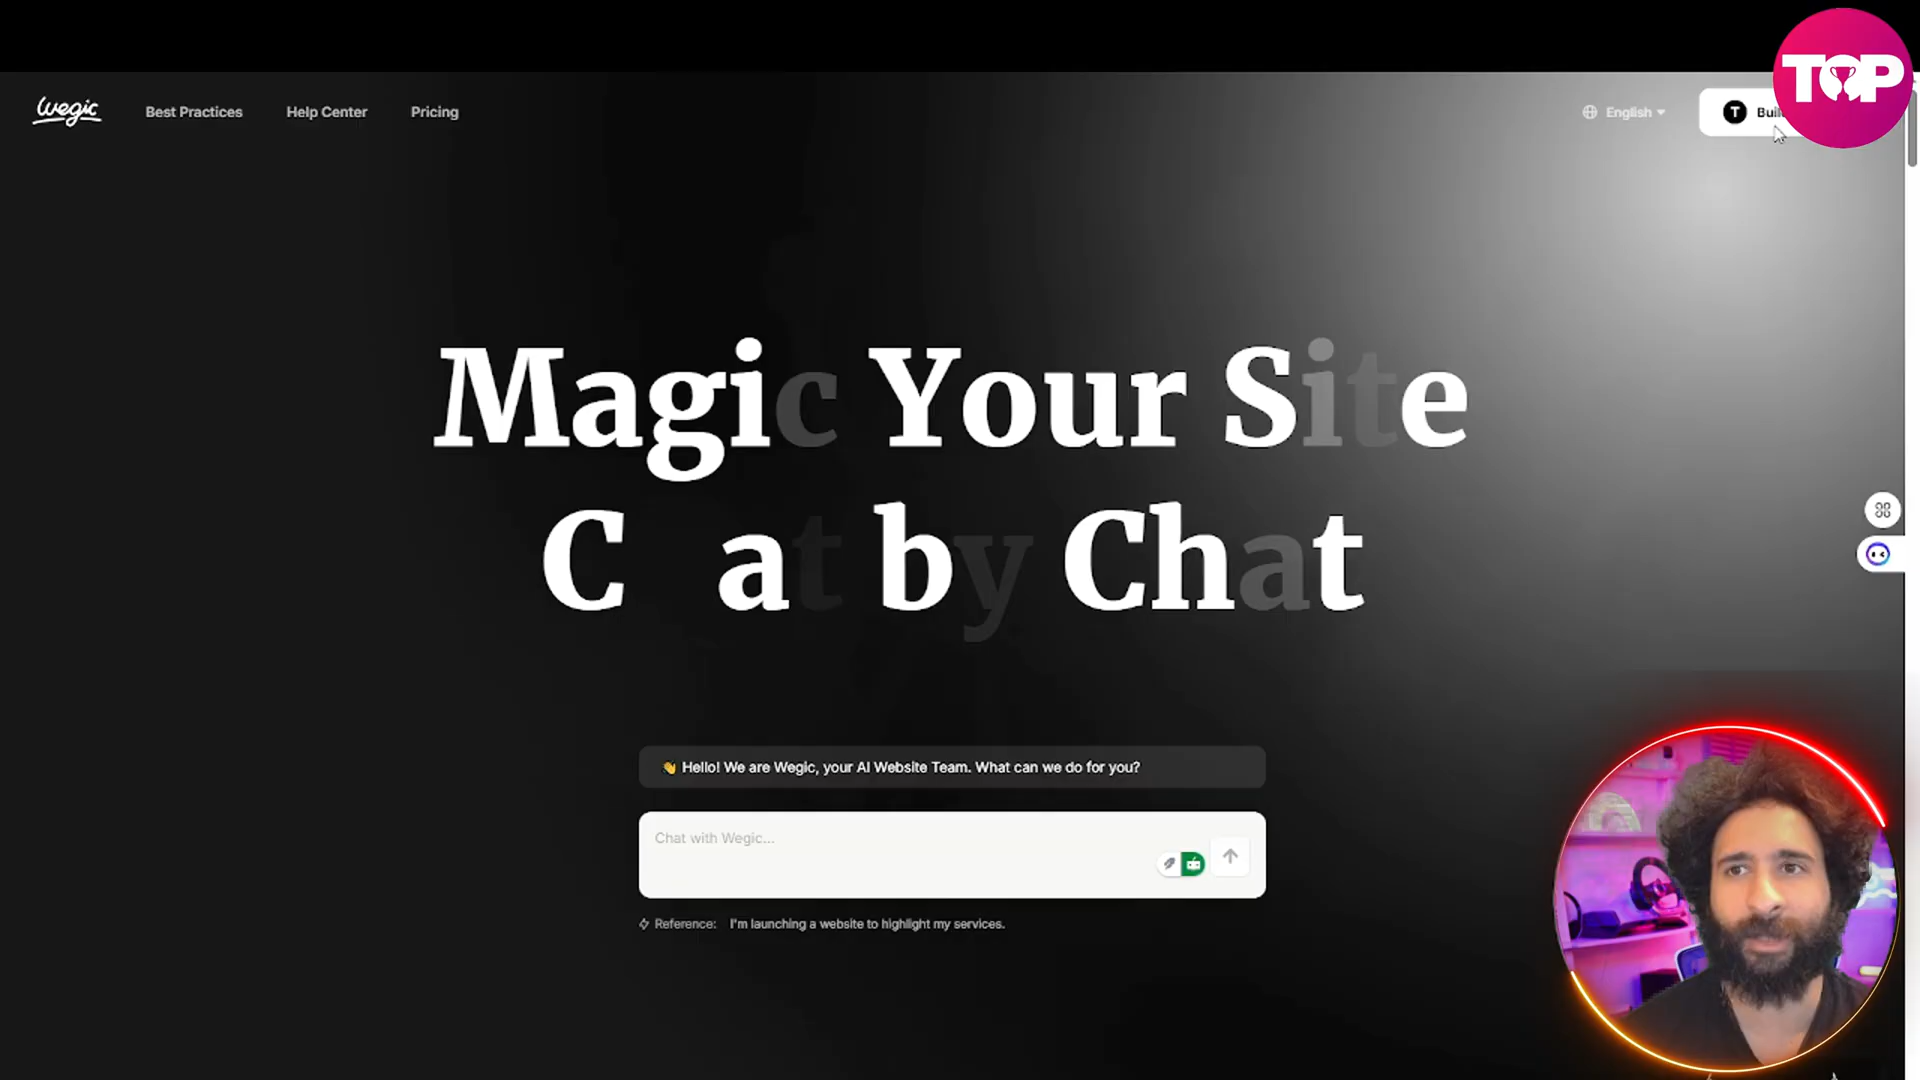 TOP
wegic
Best Practices
Help Center
Pricing
English
T
Magic Your Site
C at by Chat
👋 Hello! We are Wegic, your AI Website Team. What can we do for you?
Chat with Wegic...
Reference: I'm launching a website to highlight my services.